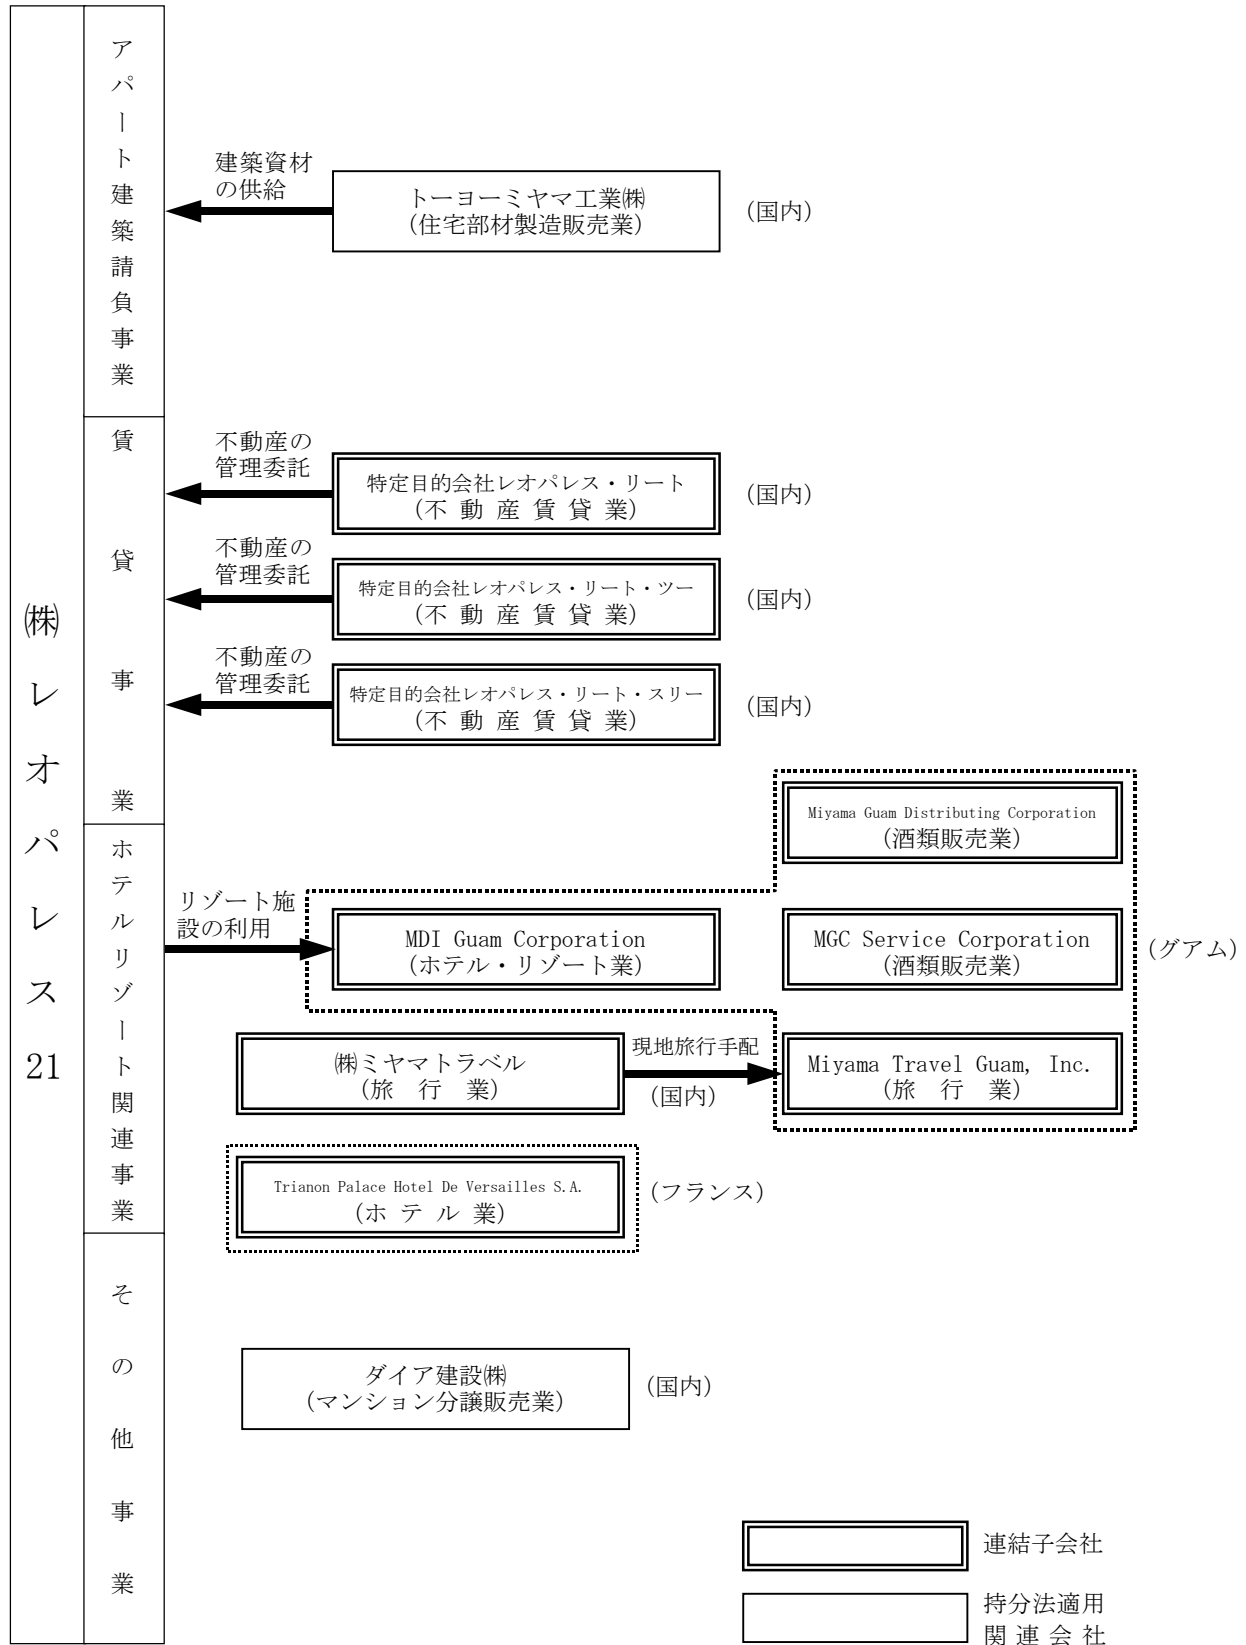 ㈱レオパレス21
アパート建築請負事業
建築資材
の供給
トーヨーミヤマ工業㈱
(住宅部材製造販売業)
(国内)
賃貸事業
不動産の
管理委託
特定目的会社レオパレス・リート
(不動産賃貸業)
(国内)
不動産の
管理委託
特定目的会社レオパレス・リート・ツー
(不動産賃貸業)
(国内)
不動産の
管理委託
特定目的会社レオパレス・リート・スリー
(不動産賃貸業)
(国内)
ホテルリゾート関連事業
Miyama Guam Distributing Corporation
(酒類販売業)
リゾート施
設の利用
MDI Guam Corporation
(ホテル・リゾート業)
MGC Service Corporation
(酒類販売業)
(グアム)
㈱ミヤマトラベル
(旅行業)
現地旅行手配
(国内)
Miyama Travel Guam, Inc.
(旅行業)
Trianon Palace Hotel De Versailles S.A.
(ホテル業)
(フランス)
その他事業
ダイア建設㈱
(マンション分譲販売業)
(国内)
連結子会社
持分法適用
関連会社